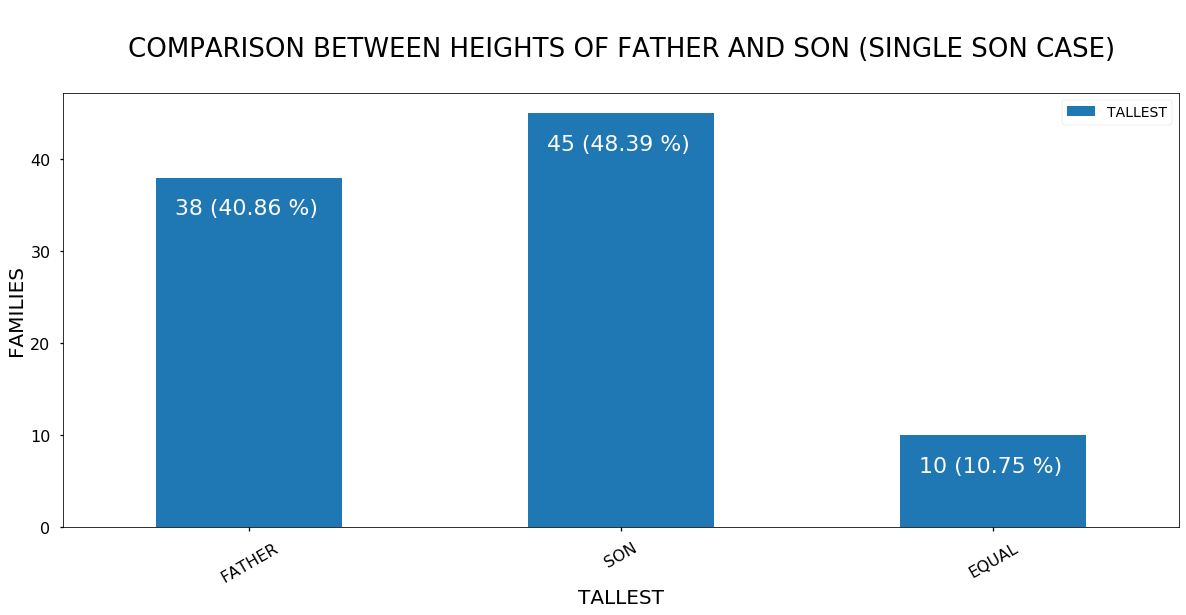 COMPARISON BETWEEN HEIGHTS OF FATHER AND SON (SINGLE SON CASE)
TALLEST
45 (48.39 %)
38 (40.86 %)
10 (10.75 %)
40
30
20
10
0
FAMILIES
FATHER
SON
EQUAL
TALLEST